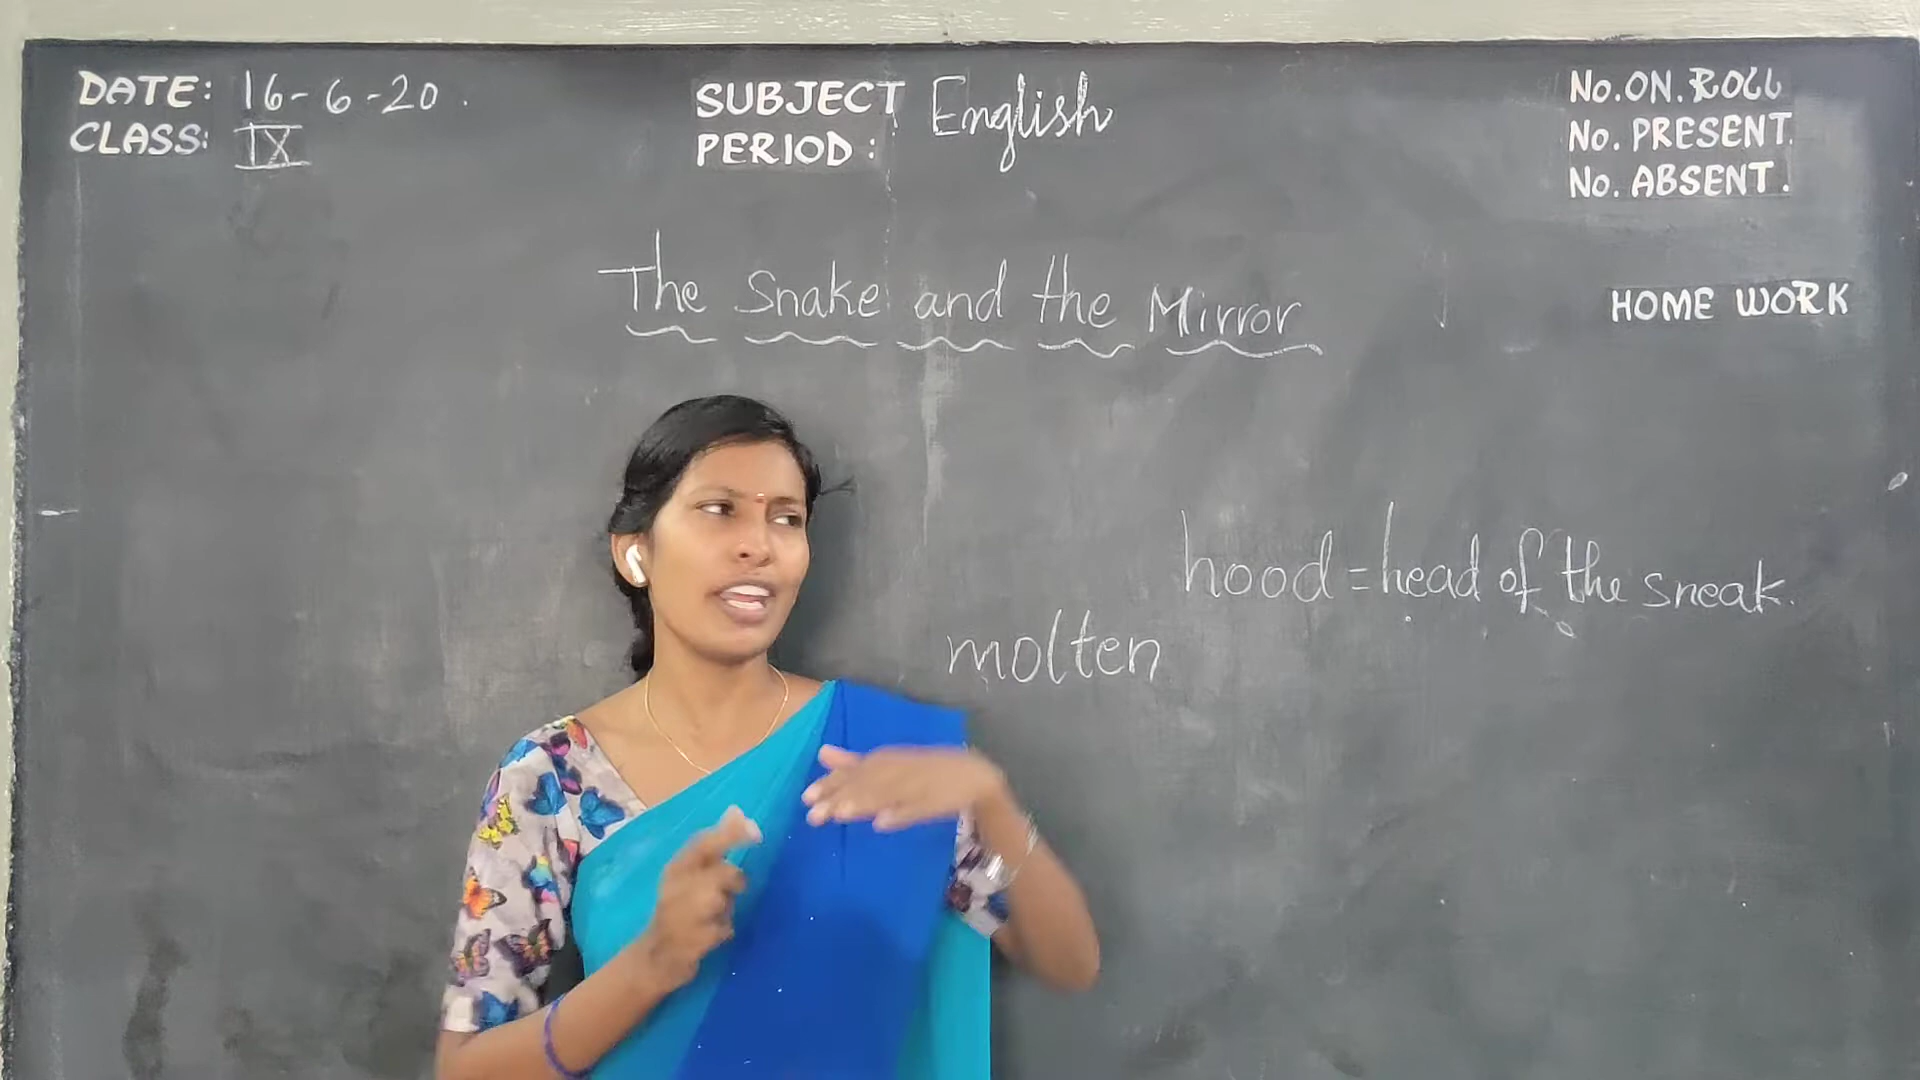 DATE: 16-6-20.
CLASS: IX
SUBJECT English
PERIOD:
No. ON. ROLL
No. PRESENT.
No. ABSENT.
The Snake and the Mirror
HOME WORK
hood = head of the sneak.
molten